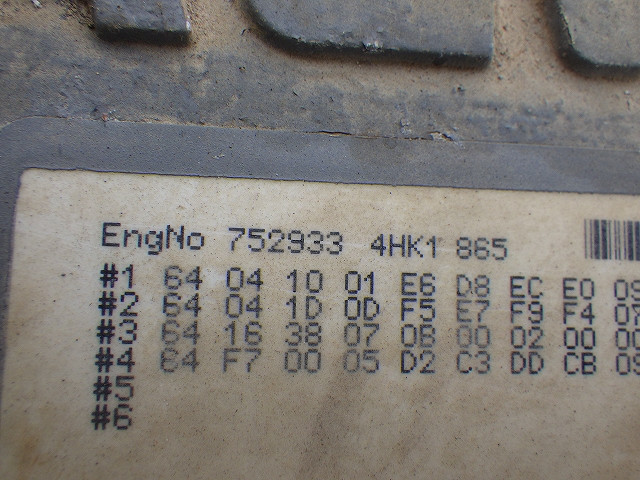 EngNo 752933 4HK1 865
#1 64 04 10 01 E6 D8 EC E0
#2 64 04 1D 0D F5 E7 F9 F4
#3 64 16 38 07 0B 00 02 00
#4 64 F7 00 05 D2 C3 DD CB
#5
#6